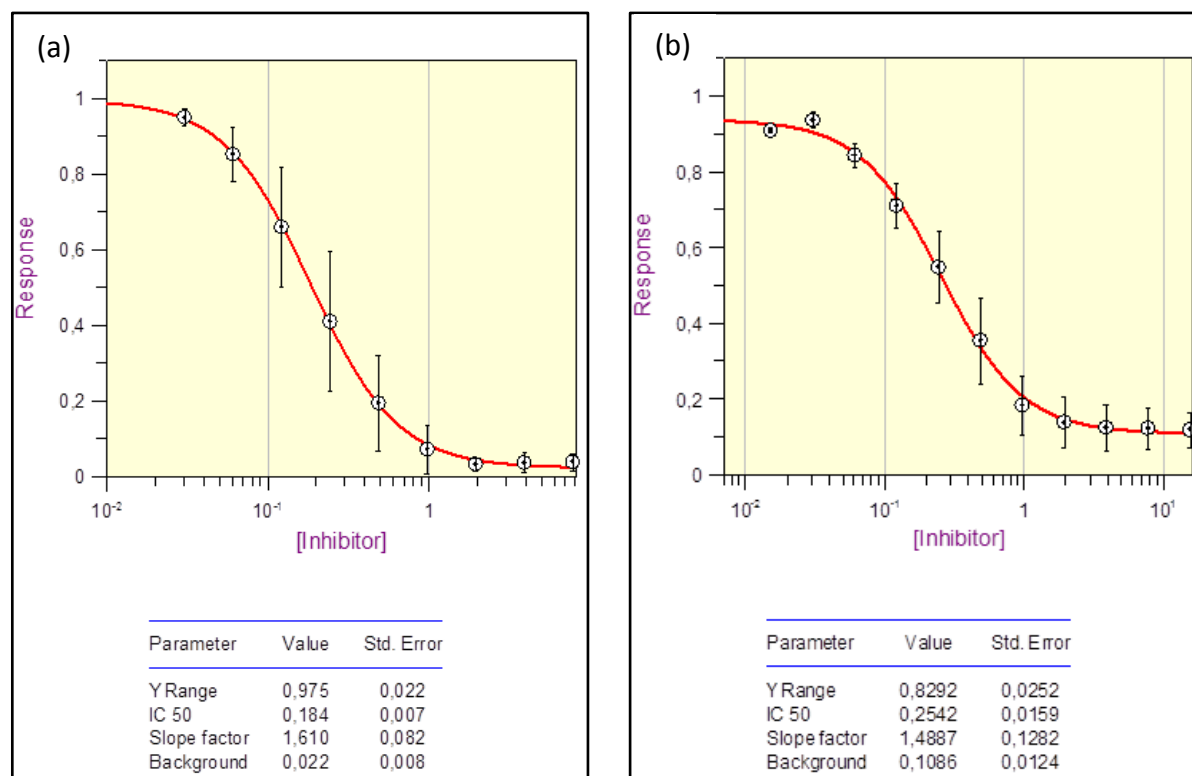 (a)
1
0,8
0,6
0,4
0,2
0
Response
10-2
10-1
1
[Inhibitor]
Parameter Value Std. Error
Y Range 0,975 0,022
IC 50 0,184 0,007
Slope factor 1,610 0,082
Background 0,022 0,008
(b)
1
0,8
0,6
0,4
0,2
0
Response
10-2
10-1
1
101
[Inhibitor]
Parameter Value Std. Error
Y Range 0,8292 0,0252
IC 50 0,2542 0,0159
Slope factor 1,4887 0,1282
Background 0,1086 0,0124